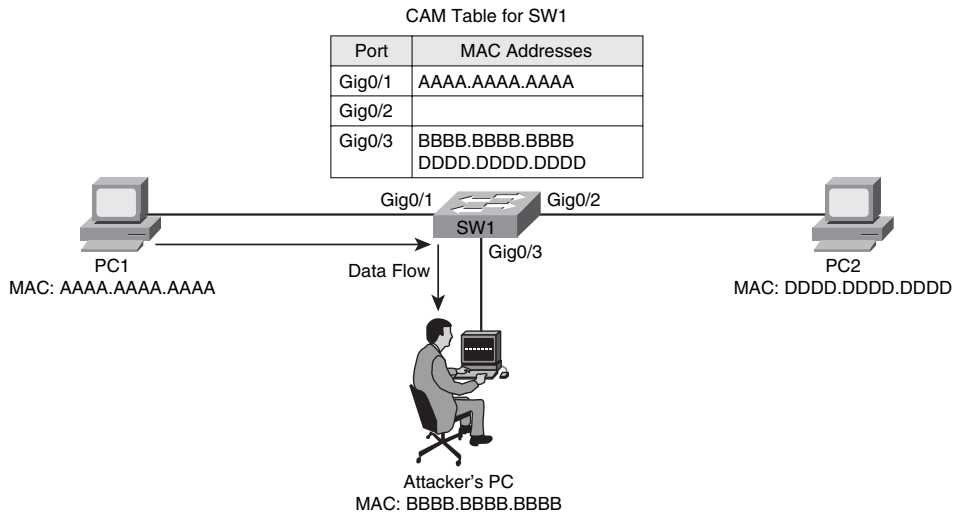 CAM Table for SW1
Port MAC Addresses
Gig0/1 AAAA.AAAA.AAAA
Gig0/2
Gig0/3 BBBB.BBBB.BBBB
DDDD.DDDD.DDDD
Gig0/1
Gig0/2
SW1
Gig0/3
Data Flow
PC1
MAC: AAAA.AAAA.AAAA
PC2
MAC: DDDD.DDDD.DDDD
Attacker's PC
MAC: BBBB.BBBB.BBBB